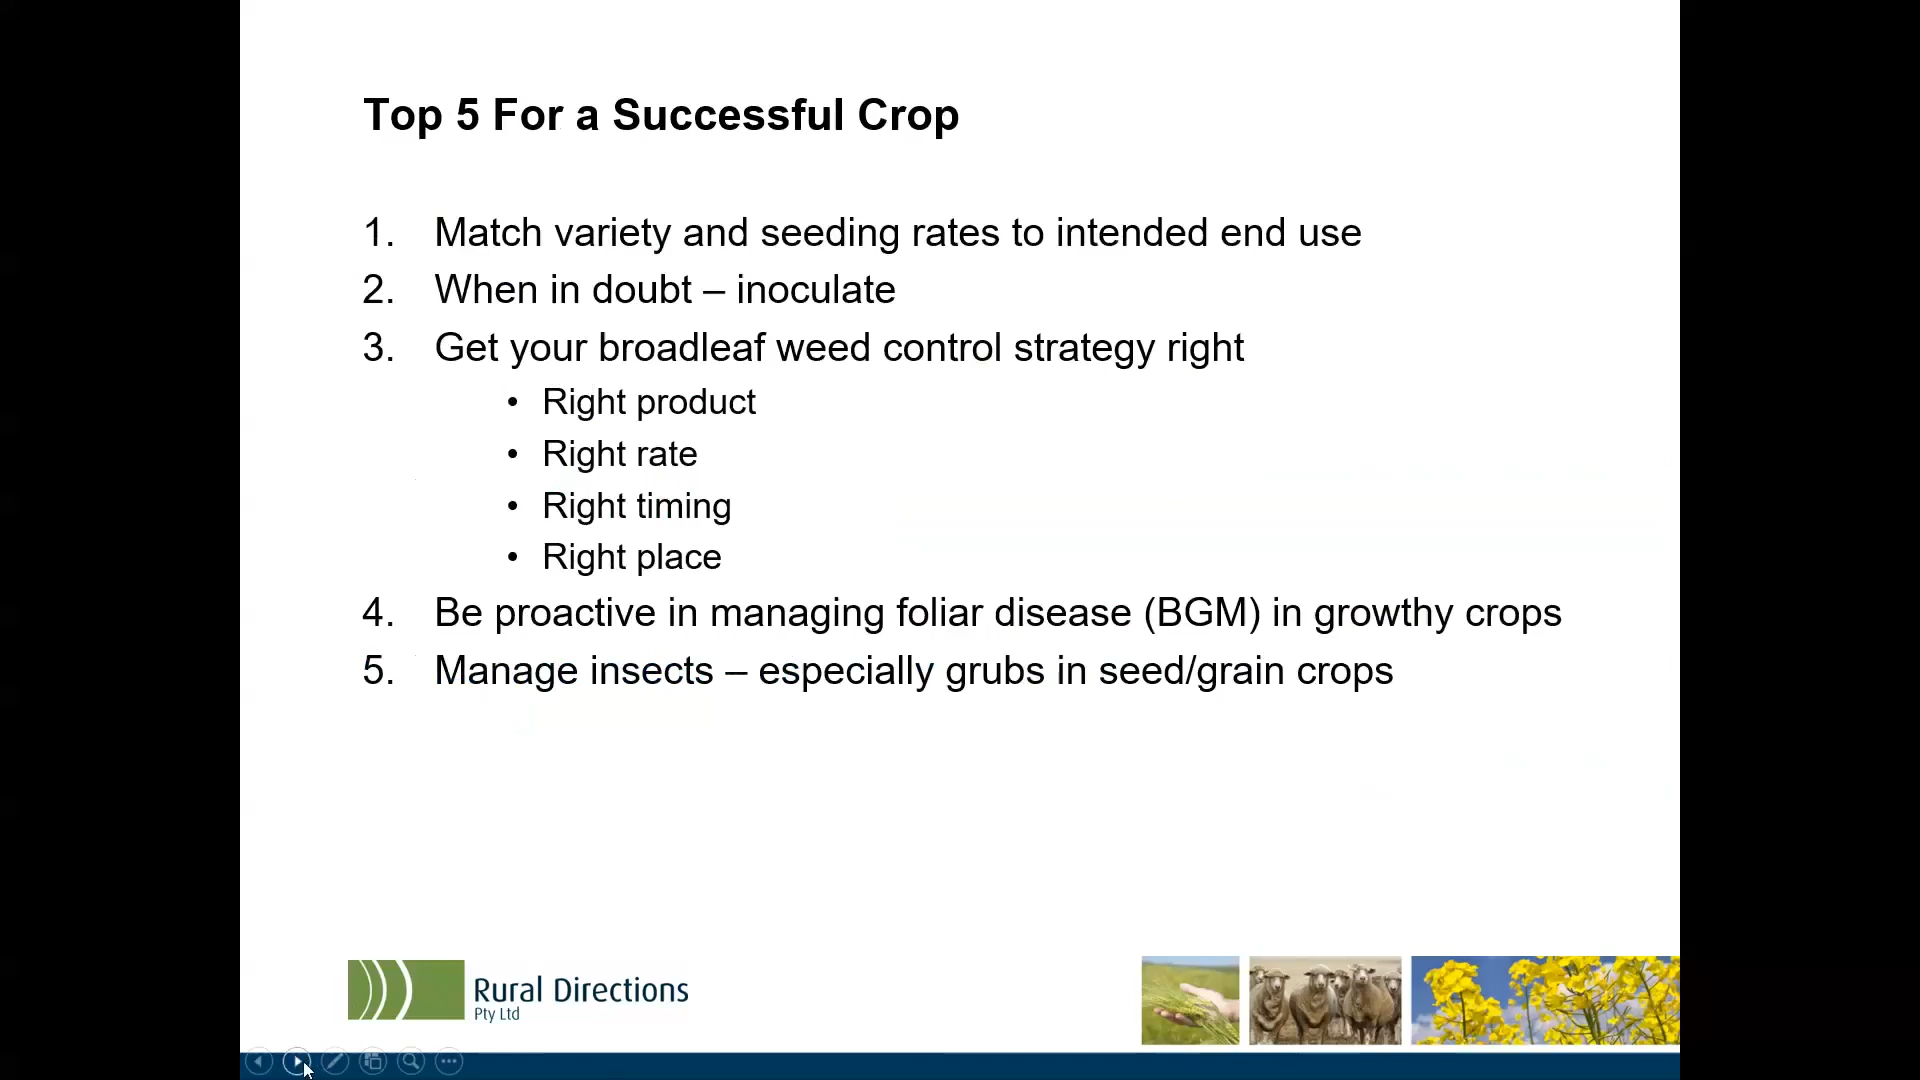 Top 5 For a Successful Crop
1. Match variety and seeding rates to intended end use
2. When in doubt – inoculate
3. Get your broadleaf weed control strategy right
• Right product
• Right rate
• Right timing
• Right place
4. Be proactive in managing foliar disease (BGM) in growthy crops
5. Manage insects – especially grubs in seed/grain crops
Rural Directions
Pty Ltd